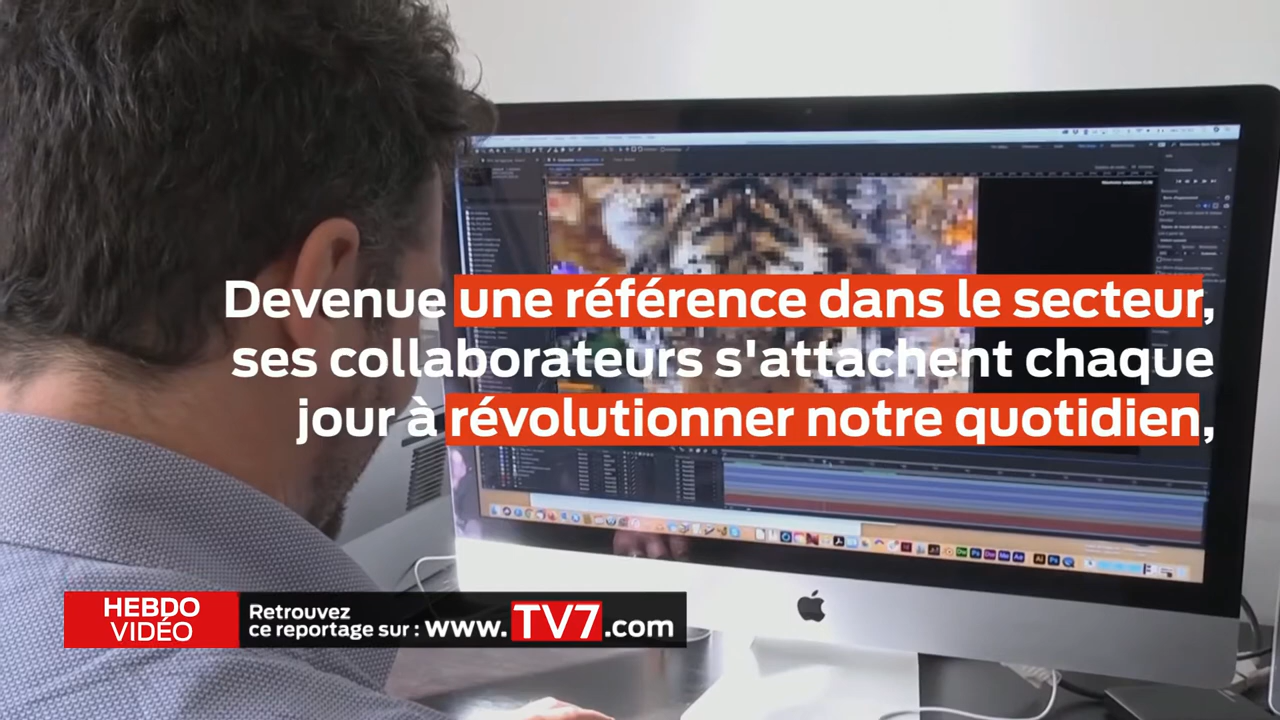 Devenue une référence dans le secteur,
ses collaborateurs s'attachent chaque
jour à révolutionner notre quotidien,
HEBDO
VIDÉO
Retrouvez
ce reportage sur : www.TV7.com